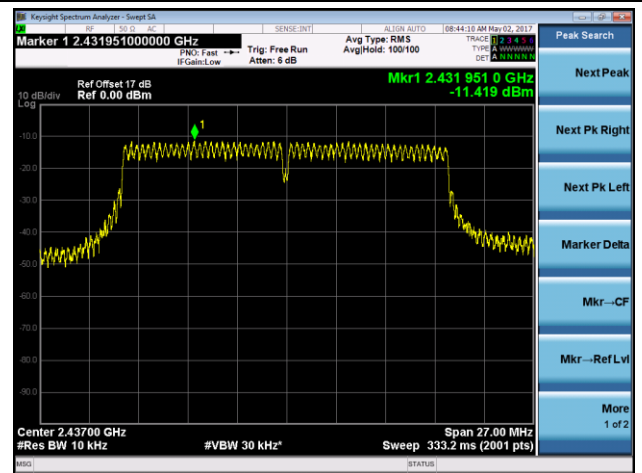 Keysight Spectrum Analyzer - Swept SA
RF 50 Ω AC SENSE:INT ALIGN AUTO 08:44:10 AM May 02, 2017
Marker 1 2.431951000000 GHz
PNO: Fast
IFGain:Low
Trig: Free Run
Atten: 6 dB
Avg Type: RMS
Avg|Hold: 100/100
TRACE 1 2 3 4 5 6
TYPE A WWWWW
DET A N N N N N
Peak Search
Mkr1 2.431 951 0 GHz
-11.419 dBm
Ref Offset 17 dB
10 dB/div Ref 0.00 dBm
Log
1
-10.0
-20.0
-30.0
-40.0
-50.0
-60.0
-70.0
-80.0
-90.0
Center 2.43700 GHz Span 27.00 MHz
#Res BW 10 kHz #VBW 30 kHz* Sweep 333.2 ms (2001 pts)
MSG STATUS
Next Peak
Next Pk Right
Next Pk Left
Marker Delta
Mkr→CF
Mkr→Ref Lvl
More
1 of 2